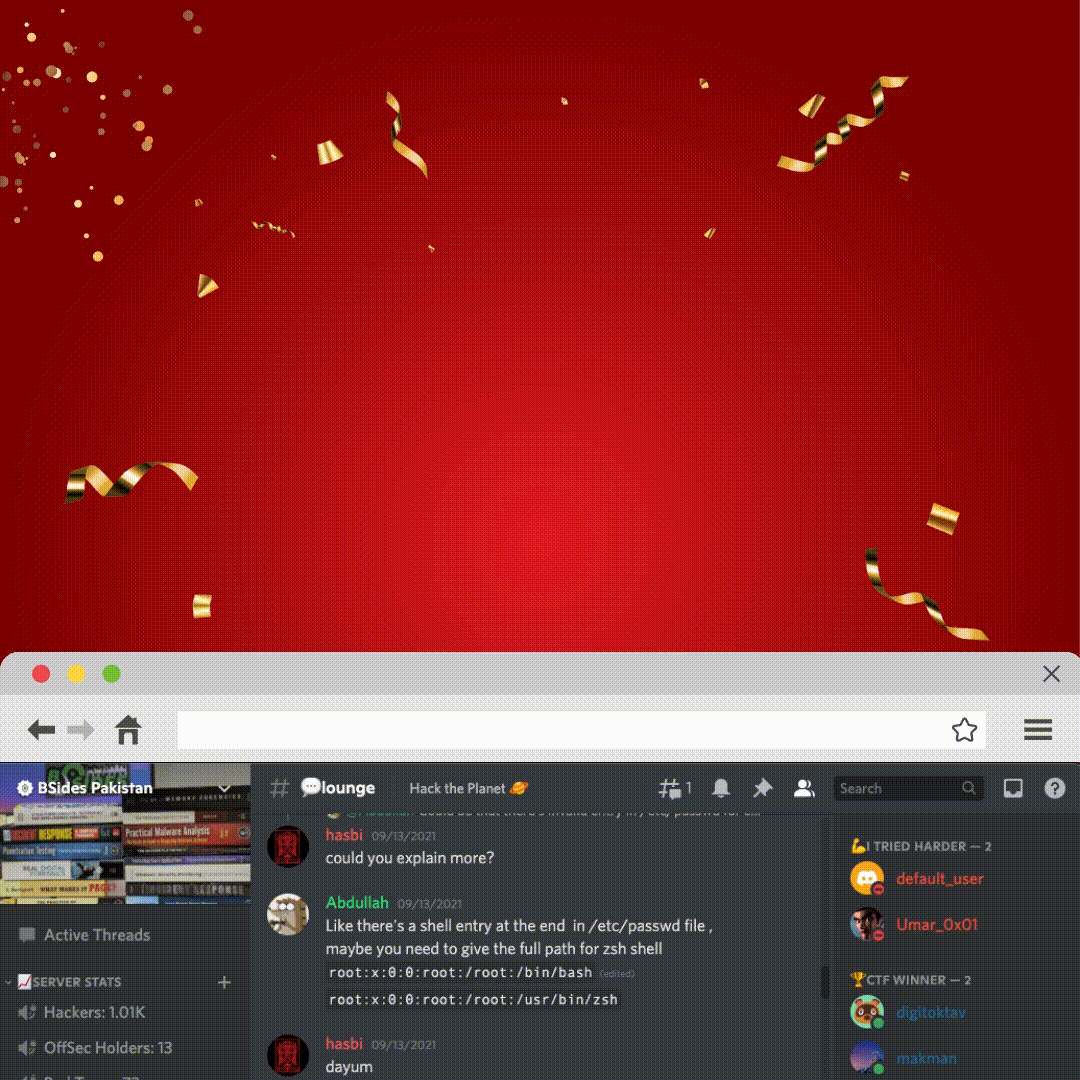 BSides Pakistan
lounge
Hack the Planet
1
Search
hasbi 09/13/2021
could you explain more?
Abdullah 09/13/2021
Like there's a shell entry at the end in /etc/passwd file ,
maybe you need to give the full path for zsh shell
root:x:0:0:root:/root:/bin/bash (edited)
root:x:0:0:root:/root:/usr/bin/zsh
hasbi 09/13/2021
dayum
Practical Malware Analysis
Active Threads
SERVER STATS
Hackers: 1.01K
OffSec Holders: 13
I TRIED HARDER — 2
default_user
Umar_0x01
CTF WINNER — 2
digitoktav
makman